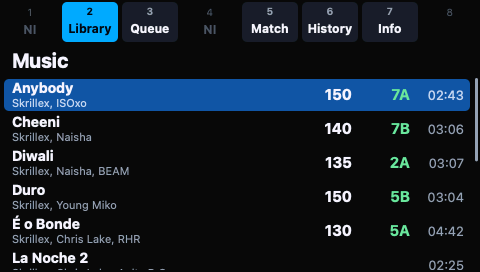 1 2 3 4 5 6 7 8
NI Library Queue NI Match History Info
Music
Anybody 150 7A 02:43
Skrillex, ISOxo
Cheeni 140 7B 03:06
Skrillex, Naisha
Diwali 135 2A 03:07
Skrillex, Naisha, BEAM
Duro 150 5B 03:04
Skrillex, Young Miko
É o Bonde 130 5A 04:42
Skrillex, Chris Lake, RHR
La Noche 2 02:25